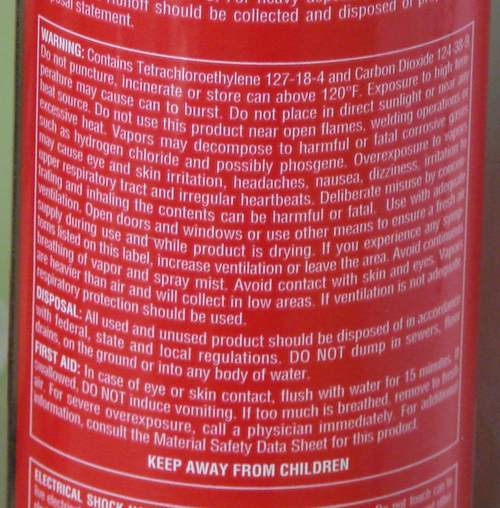 runoff should be collected and disposed of
posal statement.
WARNING: Contains Tetrachloroethylene 127-18-4 and Carbon Dioxide 124-38-9.
Do not puncture, incinerate or store can above 120°F. Exposure to high tem-
perature may cause can to burst. Do not place in direct sunlight or near any
heat source. Do not use this product near open flames, welding operations or
excessive heat. Vapors may decompose to harmful or fatal corrosive gases
such as hydrogen chloride and possibly phosgene. Overexposure to vapors
may cause eye and skin irritation, headaches, nausea, dizziness, irritation to
upper respiratory tract and irregular heartbeats. Deliberate misuse by concen-
trating and inhaling the contents can be harmful or fatal. Use with adequate
ventilation. Open doors and windows or use other means to ensure a fresh air
supply during use and while product is drying. If you experience any symp-
toms listed on this label, increase ventilation or leave the area. Avoid continuous
breathing of vapor and spray mist. Avoid contact with skin and eyes. Vapors
are heavier than air and will collect in low areas. If ventilation is not adequate,
respiratory protection should be used.
DISPOSAL: All used and unused product should be disposed of in accordance
with federal, state and local regulations. DO NOT dump in sewers, floor
drains, on the ground or into any body of water.
FIRST AID: In case of eye or skin contact, flush with water for 15 minutes. If
swallowed, DO NOT induce vomiting. If too much is breathed, remove to fresh
air. For severe overexposure, call a physician immediately. For additional
information, consult the Material Safety Data Sheet for this product.
KEEP AWAY FROM CHILDREN
ELECTRICAL SHOCK